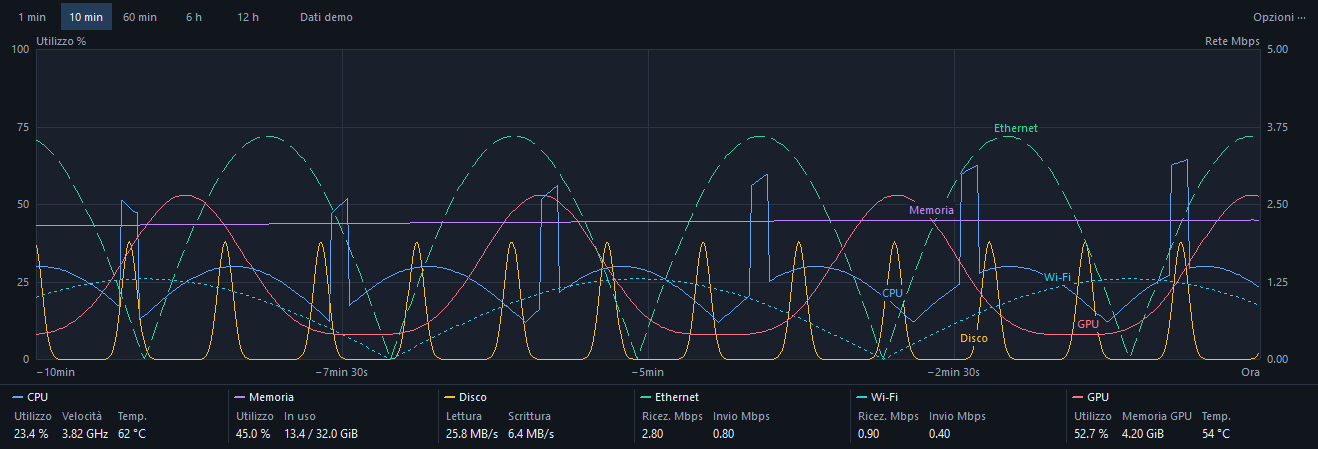 1 min 10 min 60 min 6 h 12 h Dati demo Opzioni ···
Utilizzo % Rete Mbps
100 5.00
Ethernet
75 3.75
50 2.50
Memoria
Wi-Fi
25 1.25
CPU
GPU
Disco
0 0.00
−10min −7min 30s −5min −2min 30s Ora
CPU Memoria Disco Ethernet Wi-Fi GPU
Utilizzo Velocità Temp. Utilizzo In uso Lettura Scrittura Ricez. Mbps Invio Mbps Ricez. Mbps Invio Mbps Utilizzo Memoria GPU Temp.
23.4 % 3.82 GHz 62 °C 45.0 % 13.4 / 32.0 GiB 25.8 MB/s 6.4 MB/s 2.80 0.80 0.90 0.40 52.7 % 4.20 GiB 54 °C